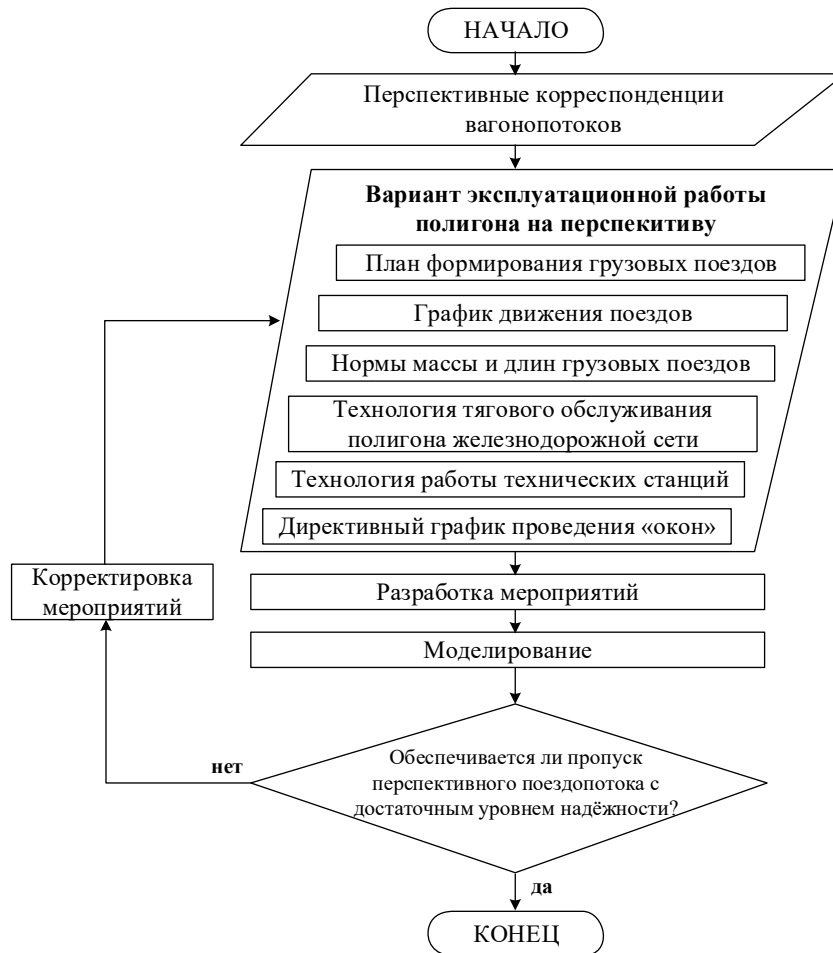 НАЧАЛО
Перспективные корреспонденции
вагонопотоков
Вариант эксплуатационной работы
полигона на перспекитиву
План формирования грузовых поездов
График движения поездов
Нормы массы и длин грузовых поездов
Технология тягового обслуживания
полигона железнодорожной сети
Технология работы технических станций
Директивный график проведения «окон»
Корректировка
мероприятий
Разработка мероприятий
Моделирование
нет
Обеспечивается ли пропуск
перспективного поездопотока с
достаточным уровнем надёжности?
да
КОНЕЦ